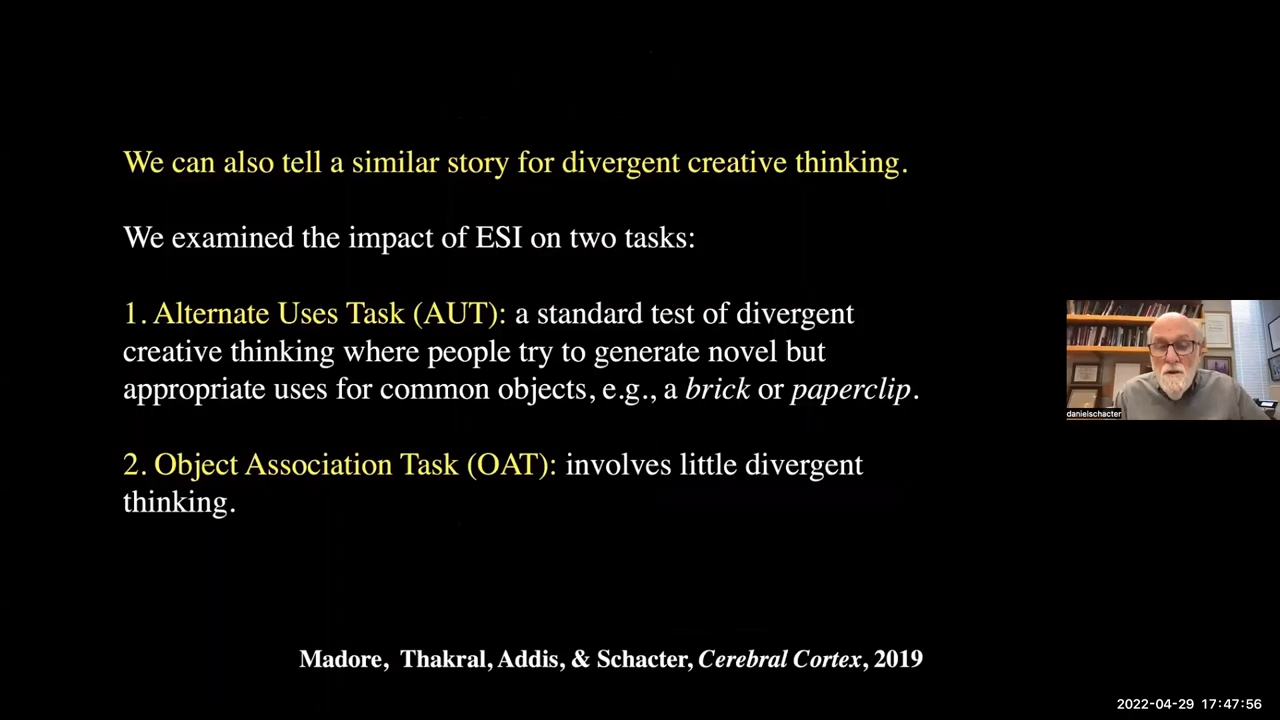 We can also tell a similar story for divergent creative thinking.
We examined the impact of ESI on two tasks:
1. Alternate Uses Task (AUT): a standard test of divergent
creative thinking where people try to generate novel but
appropriate uses for common objects, e.g., a brick or paperclip.
2. Object Association Task (OAT): involves little divergent
thinking.
danielschacter
Madore, Thakral, Addis, & Schacter, Cerebral Cortex, 2019
2022-04-29 17:47:56